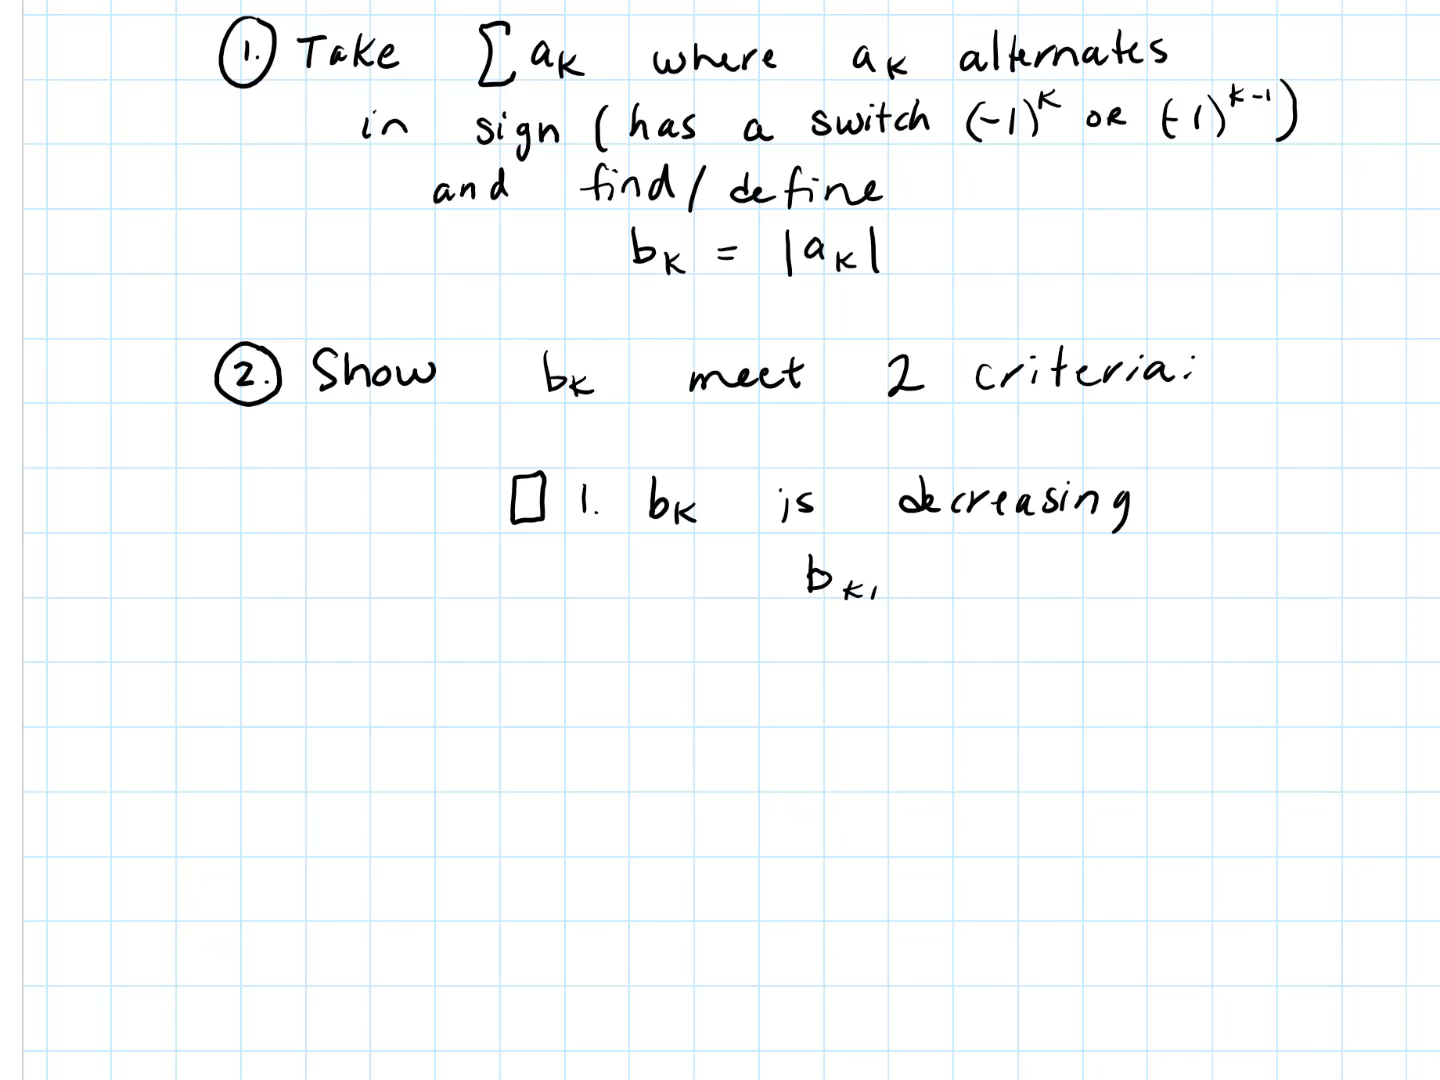 1. Take ∑ aₖ where aₖ alternates
in sign (has a switch (-1)ᵏ or (-1)ᵏ⁻¹)
and find/define
bₖ = |aₖ|
2. Show bₖ meet 2 criteria:
☐ 1. bₖ is decreasing
bₖ